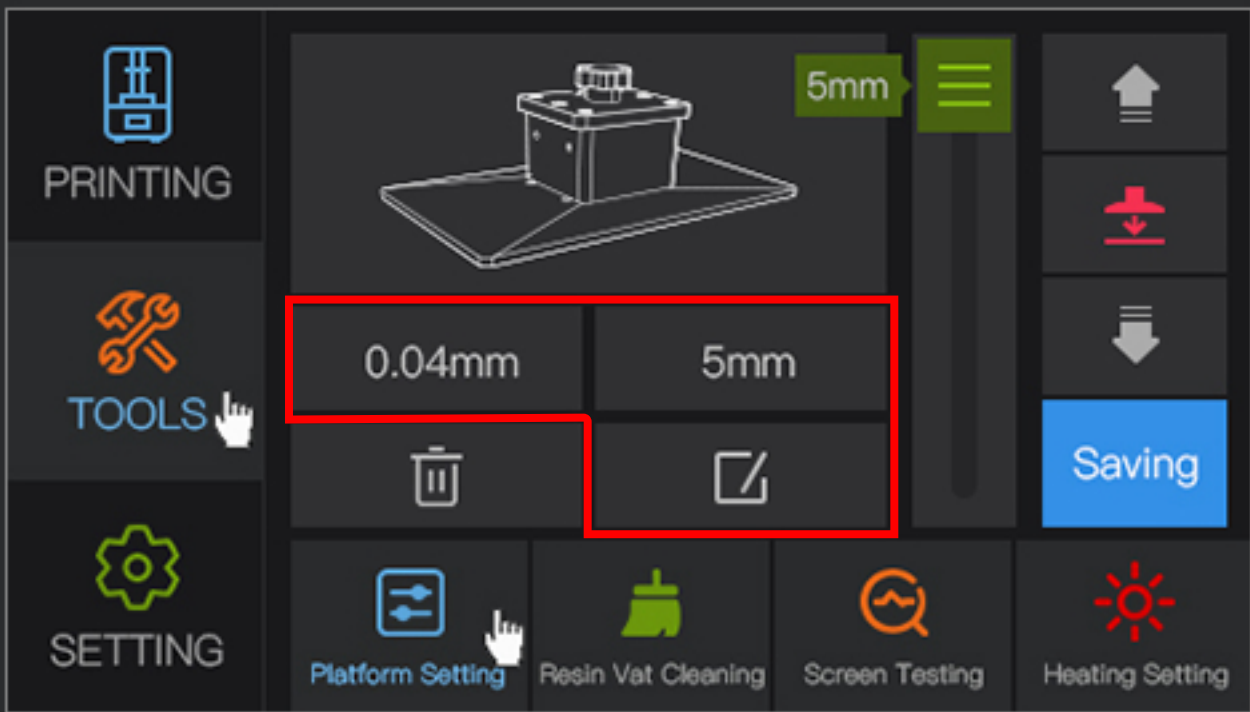 PRINTING
TOOLS
SETTING
5mm
0.04mm
5mm
Saving
Platform Setting
Resin Vat Cleaning
Screen Testing
Heating Setting